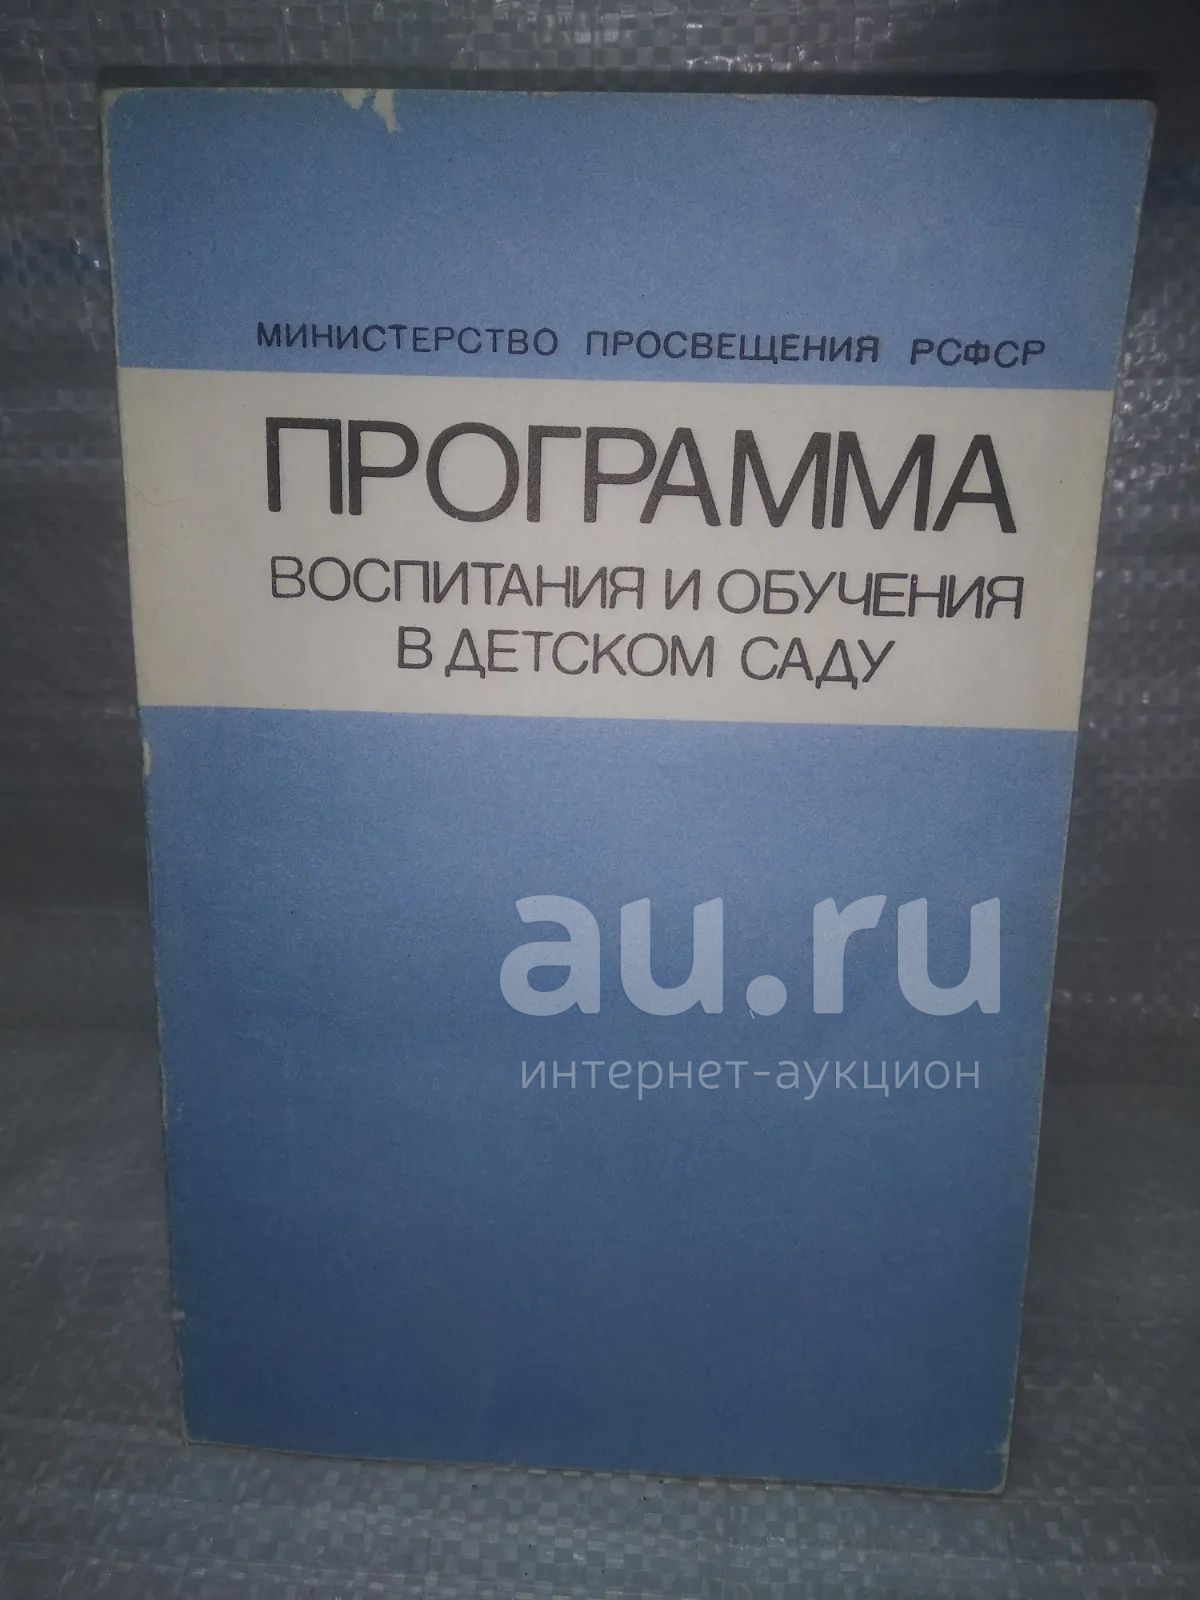 МИНИСТЕРСТВО ПРОСВЕЩЕНИЯ РСФСР
ПРОГРАММА
ВОСПИТАНИЯ И ОБУЧЕНИЯ
В ДЕТСКОМ САДУ
au.ru
интернет-аукцион